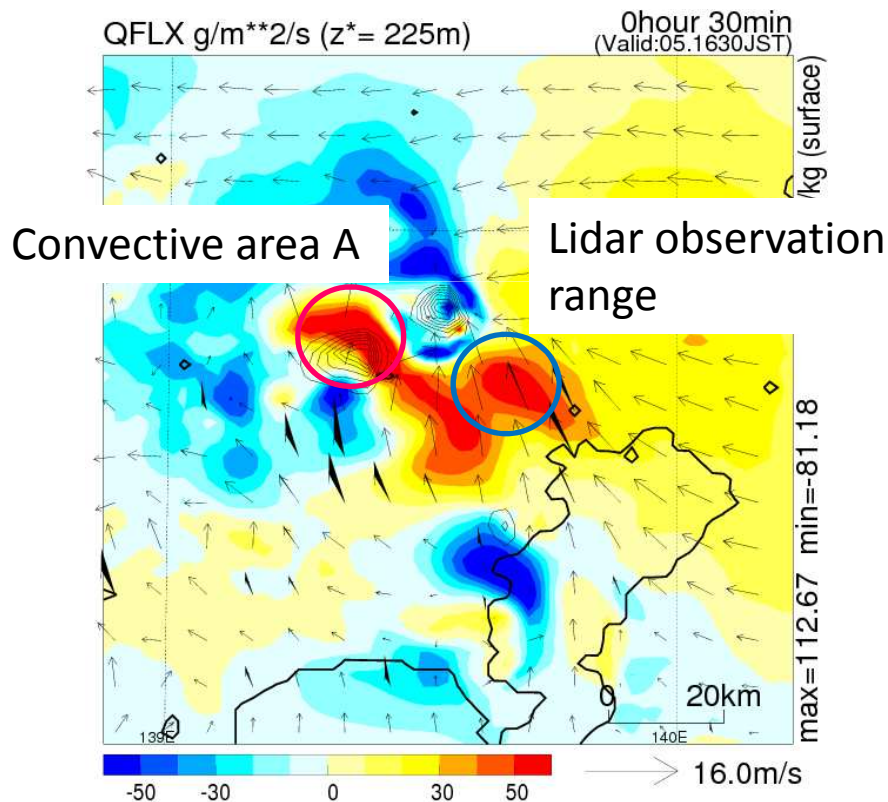 QFLX g/m**2/s (z*= 225m)
0hour 30min
(Valid:05.1630JST)
/kg (surface)
Convective area A
Lidar observation
range
max=112.67 min=-81.18
0 20km
139E
140E
-50 -30 0 30 50
16.0m/s